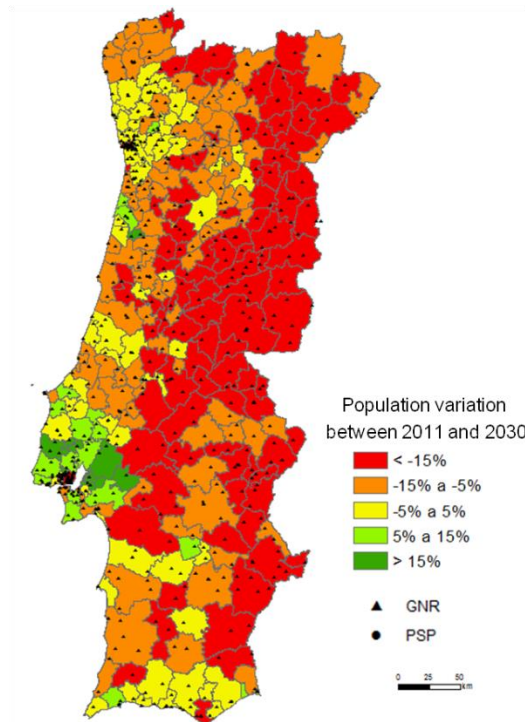 Population variation
between 2011 and 2030
< -15%
-15% a -5%
-5% a 5%
5% a 15%
> 15%
GNR
PSP
0 25 50
km